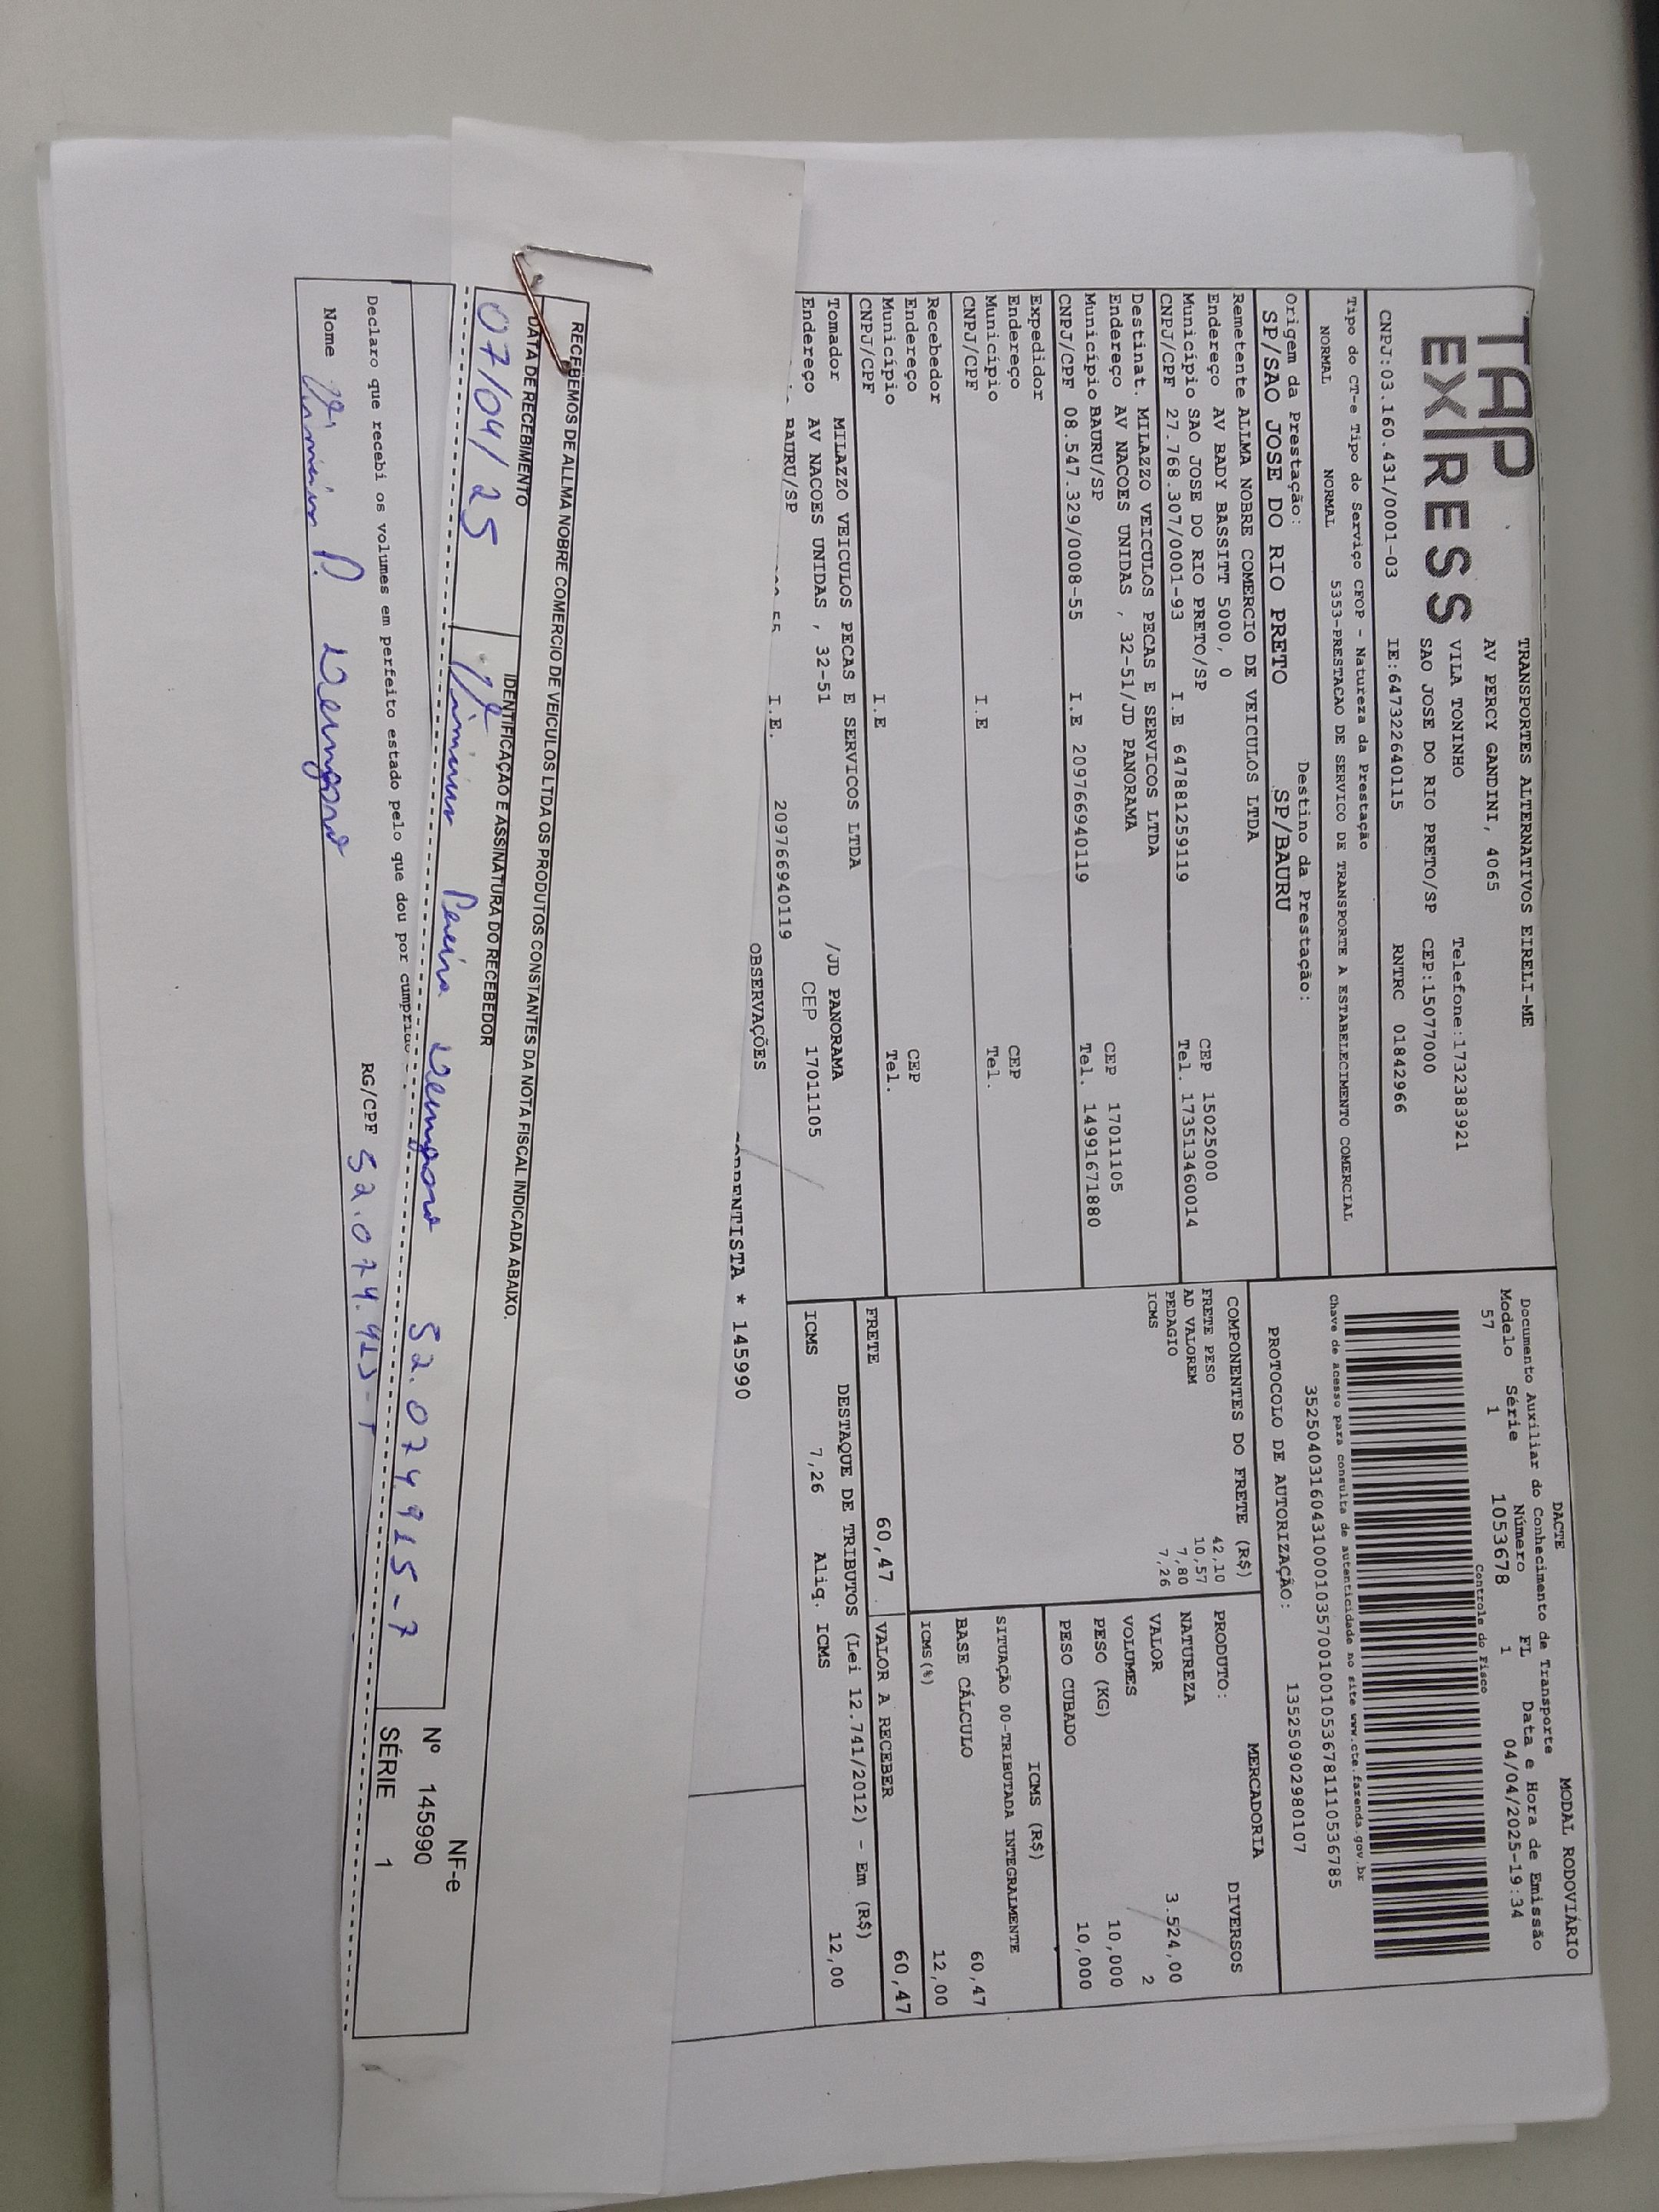 TAP
EXPRESS
TRANSPORTES ALTERNATIVOS EIRELI-ME
AV PERCY GANDINI, 4065
VILA TONINHO Telefone:1732383921
SAO JOSE DO RIO PRETO/SP CEP:15077000
CNPJ:03.160.431/0001-03 IE:647322640115 RNTRC 01842966
Tipo do CT-e Tipo do Serviço CFOP - Natureza da Prestação
NORMAL NORMAL 5353-PRESTACAO DE SERVICO DE TRANSPORTE A ESTABELECIMENTO COMERCIAL
Origem da Prestação: Destino da Prestação:
SP/SAO JOSE DO RIO PRETO SP/BAURU
Remetente ALLMA NOBRE COMERCIO DE VEICULOS LTDA
Endereço AV BADY BASSITT 5000, 0 CEP 15025000
Município SAO JOSE DO RIO PRETO/SP Tel. 173513460014
CNPJ/CPF 27.768.307/0001-93 I.E 647881259119
Destinat. MILAZZO VEICULOS PECAS E SERVICOS LTDA
Endereço AV NACOES UNIDAS , 32-51/JD PANORAMA CEP 17011105
Município BAURU/SP Tel. 14991671880
CNPJ/CPF 08.547.329/0008-55 I.E 209766940119
Expedidor
Endereço CEP
Município Tel.
CNPJ/CPF I.E
Recebedor
Endereço CEP
Município Tel.
CNPJ/CPF I.E
Tomador MILAZZO VEICULOS PECAS E SERVICOS LTDA
Endereço AV NACOES UNIDAS , 32-51 /JD PANORAMA
BAURU/SP CEP 17011105
I.E. 209766940119
OBSERVAÇÕES
* 145990
MODAL RODOVIÁRIO
DACTE
Documento Auxiliar do Conhecimento de Transporte
Modelo Série Número FL Data e Hora de Emissão
57 1 1053678 1 04/04/2025-19:34
Controle do Fisco
Chave de acesso para consulta de autenticidade no site www.cte.fazenda.gov.br
35250403160431000103570010010536781110536785
PROTOCOLO DE AUTORIZAÇÃO: 135250902980107
COMPONENTES DO FRETE (R$)
FRETE PESO 42,10
AD VALOREM 10,57
PEDAGIO 7,80
ICMS 7,26
MERCADORIA
PRODUTO: DIVERSOS
NATUREZA
VALOR 3.524,00
VOLUMES 2
PESO (KG) 10,000
PESO CUBADO 10,000
ICMS (R$)
SITUAÇÃO 00-TRIBUTADA INTEGRALMENTE
BASE CÁLCULO 60,47
ICMS(%) 12,00
FRETE 60,47 VALOR A RECEBER 60,47
DESTAQUE DE TRIBUTOS (Lei 12.741/2012) - Em (R$)
ICMS 7,26 Aliq. ICMS 12,00
RECEBEMOS DE ALLMA NOBRE COMERCIO DE VEICULOS LTDA OS PRODUTOS CONSTANTES DA NOTA FISCAL INDICADA ABAIXO.
DATA DE RECEBIMENTO IDENTIFICAÇÃO E ASSINATURA DO RECEBEDOR
07/04/25 Vinicius Pereira 52.074.915-7
NF-e
Nº 145990
SÉRIE 1
Declaro que recebi os volumes em perfeito estado pelo que dou por cumprido
Nome Vinicius P. RG/CPF 52.074.915-7